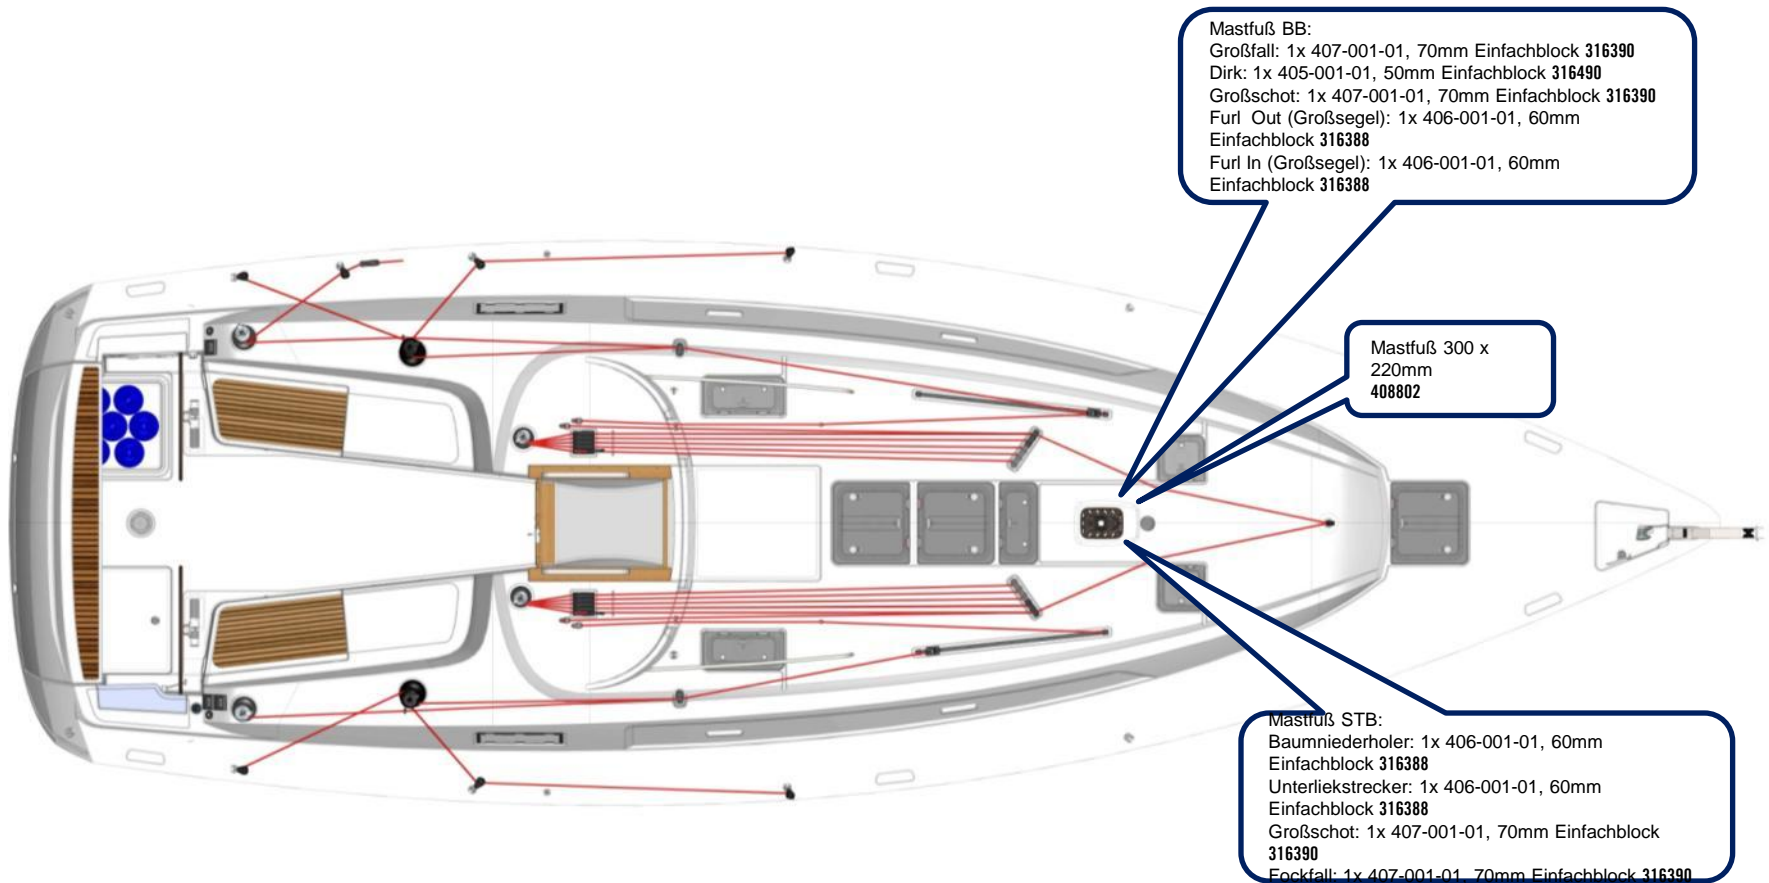 Mastfuß BB:
Großfall: 1x 407-001-01, 70mm Einfachblock 316390
Dirk: 1x 405-001-01, 50mm Einfachblock 316490
Großschot: 1x 407-001-01, 70mm Einfachblock 316390
Furl Out (Großsegel): 1x 406-001-01, 60mm
Einfachblock 316388
Furl In (Großsegel): 1x 406-001-01, 60mm
Einfachblock 316388
Mastfuß 300 x
220mm
408802
Mastfuß STB:
Baumniederholer: 1x 406-001-01, 60mm
Einfachblock 316388
Unterliekstrecker: 1x 406-001-01, 60mm
Einfachblock 316388
Großschot: 1x 407-001-01, 70mm Einfachblock
316390
Fockfall: 1x 407-001-01, 70mm Einfachblock 316390